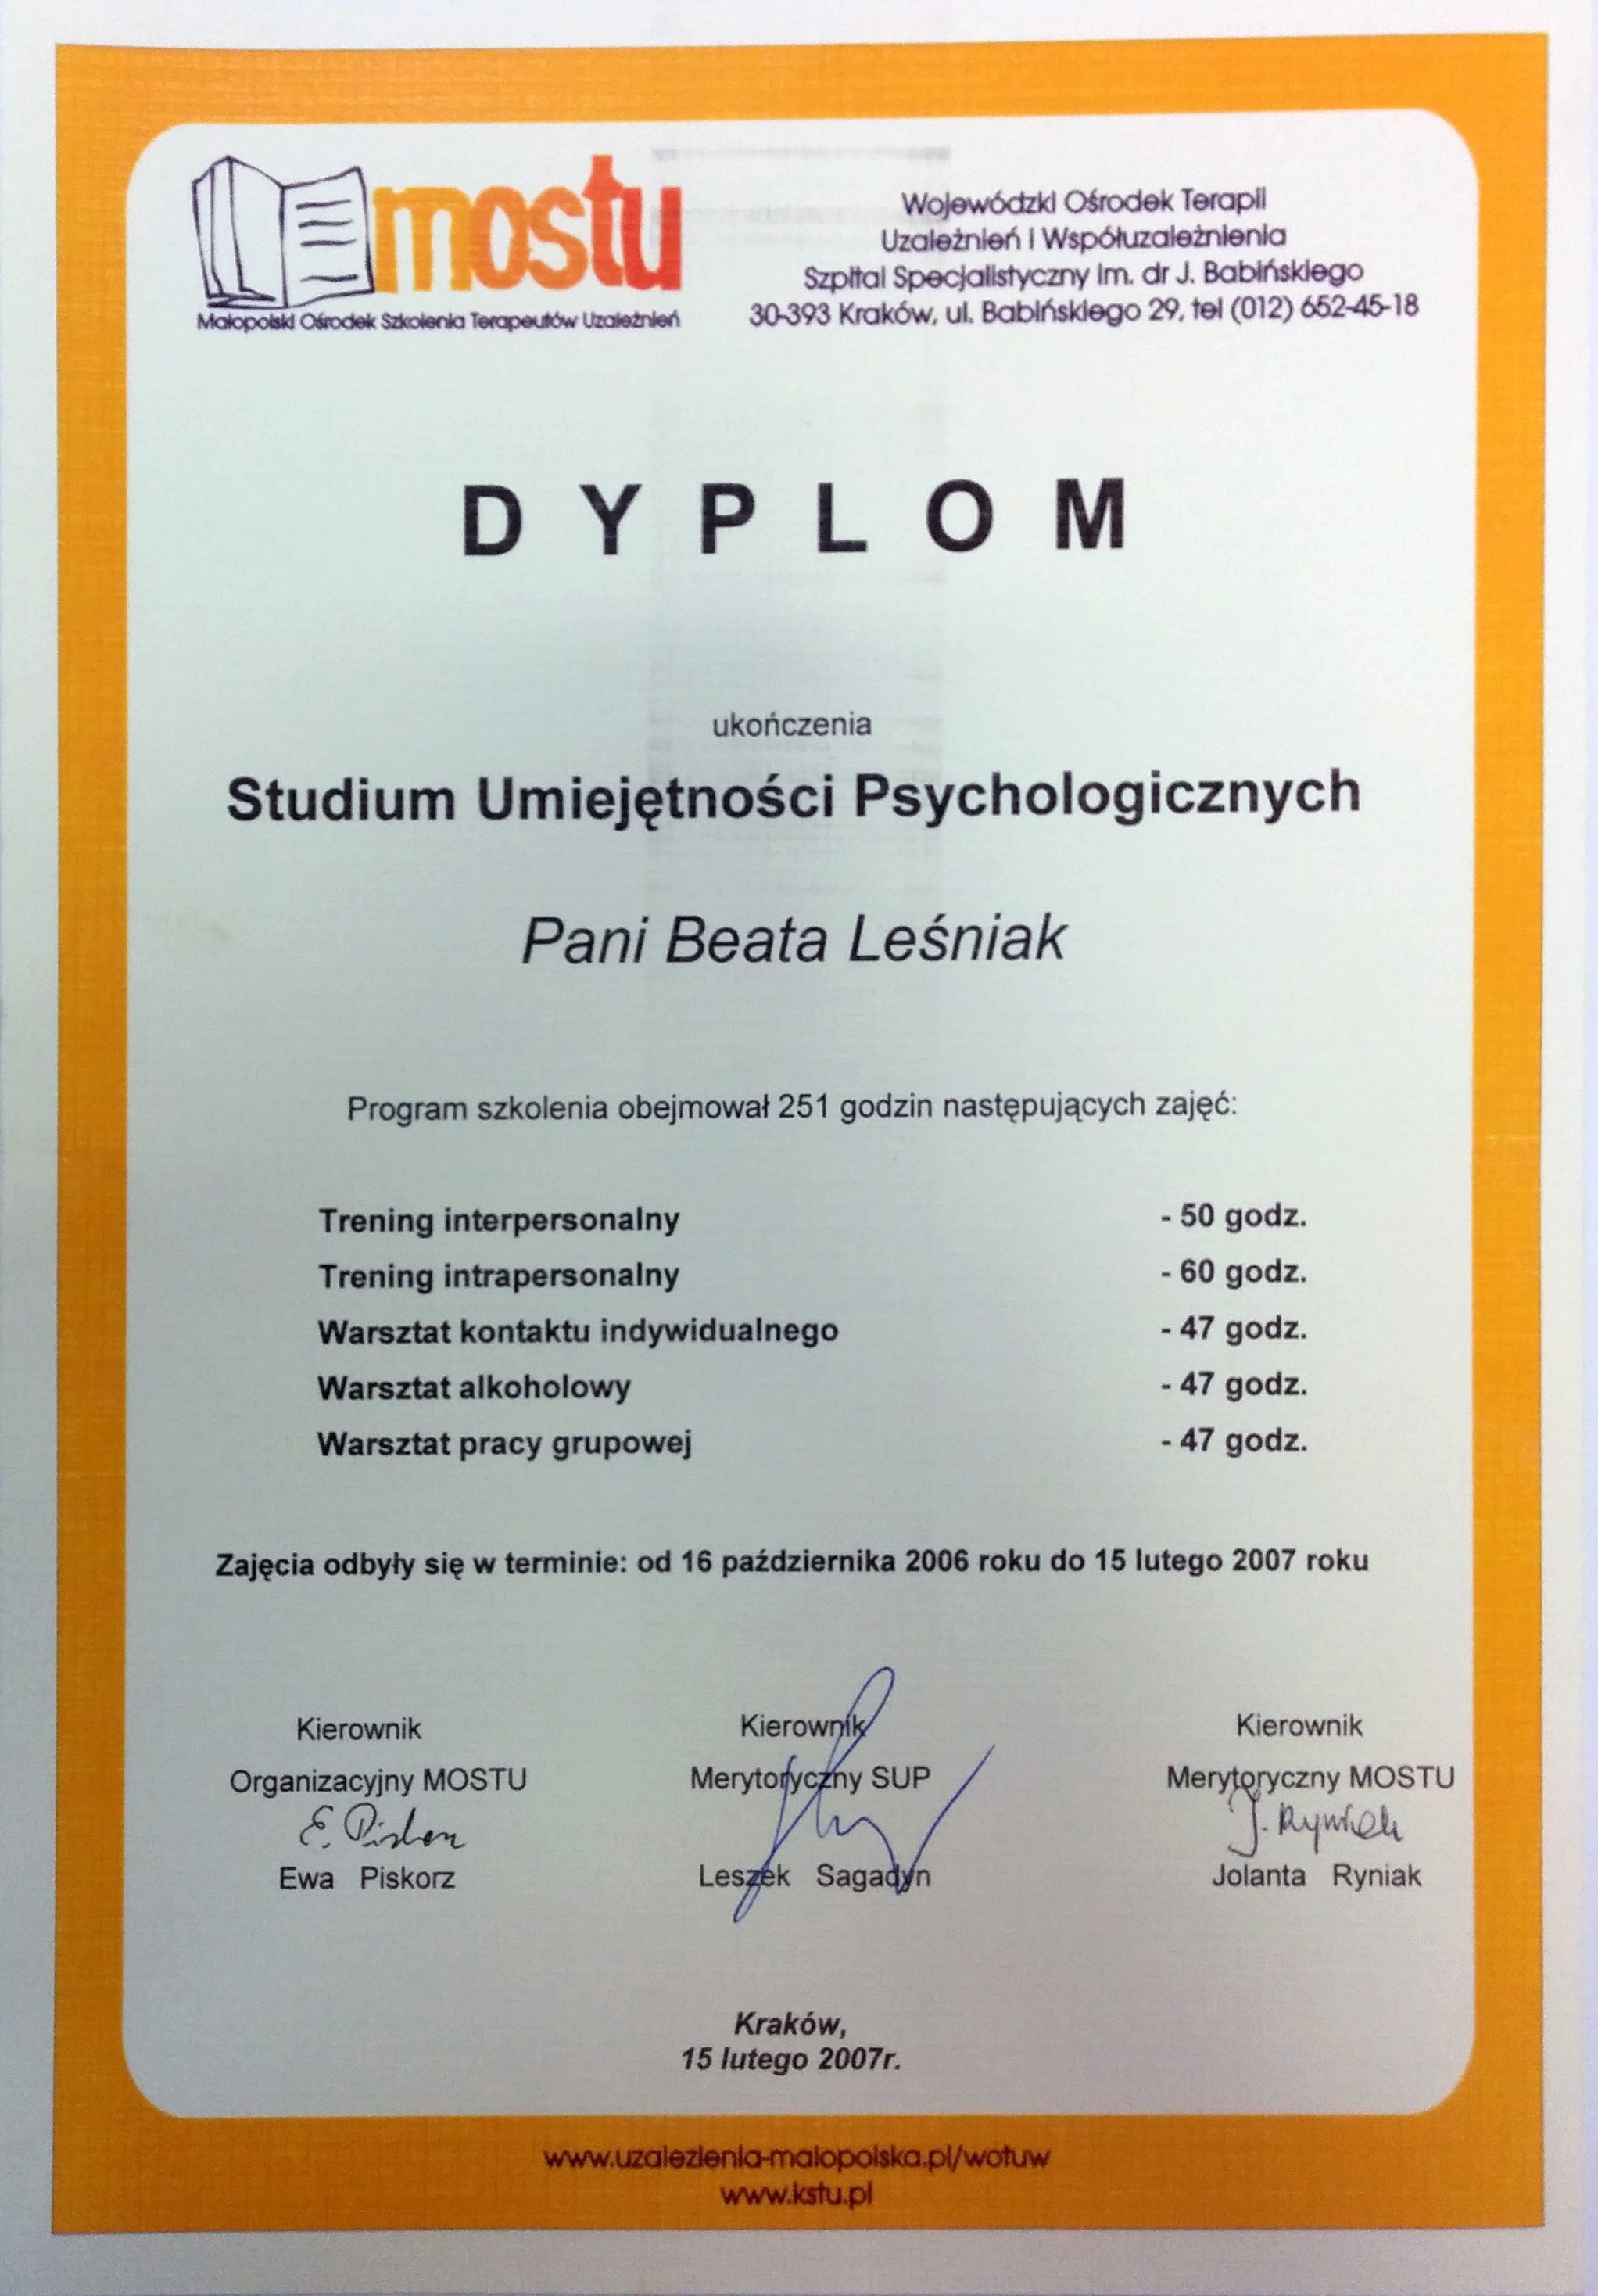 mostu
Małopolski Ośrodek Szkolenia Terapeutów Uzależnień
Wojewódzki Ośrodek Terapii
Uzależnień i Współuzależnienia
Szpital Specjalistyczny im. dr J. Babińskiego
30-393 Kraków, ul. Babińskiego 29, tel (012) 652-45-18
D Y P L O M
ukończenia
Studium Umiejętności Psychologicznych
Pani Beata Leśniak
Program szkolenia obejmował 251 godzin następujących zajęć:
Trening interpersonalny - 50 godz.
Trening intrapersonalny - 60 godz.
Warsztat kontaktu indywidualnego - 47 godz.
Warsztat alkoholowy - 47 godz.
Warsztat pracy grupowej - 47 godz.
Zajęcia odbyły się w terminie: od 16 października 2006 roku do 15 lutego 2007 roku
Kierownik
Organizacyjny MOSTU
E. Piskorz
Ewa Piskorz
Kierownik
Merytoryczny SUP
Leszek Sagadyn
Kierownik
Merytoryczny MOSTU
J. Ryniak
Jolanta Ryniak
Kraków,
15 lutego 2007r.
www.uzaleznienia-malopolska.pl/wotuw
www.kstu.pl